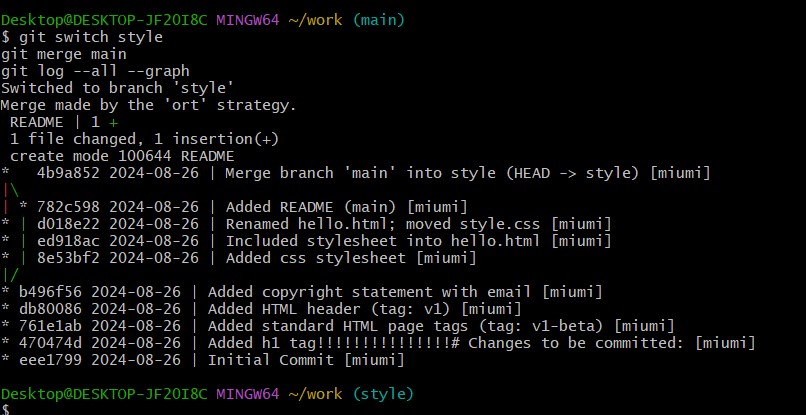 Desktop@DESKTOP-JF2OI8C MINGW64 ~/work (main)
$ git switch style
git merge main
git log --all --graph
Switched to branch 'style'
Merge made by the 'ort' strategy.
 README | 1 +
 1 file changed, 1 insertion(+)
 create mode 100644 README
*   4b9a852 2024-08-26 | Merge branch 'main' into style (HEAD -> style) [miumi]
|\
| * 782c598 2024-08-26 | Added README (main) [miumi]
* | d018e22 2024-08-26 | Renamed hello.html; moved style.css [miumi]
* | ed918ac 2024-08-26 | Included stylesheet into hello.html [miumi]
* | 8e53bf2 2024-08-26 | Added css stylesheet [miumi]
|/
* b496f56 2024-08-26 | Added copyright statement with email [miumi]
* db80086 2024-08-26 | Added HTML header (tag: v1) [miumi]
* 761e1ab 2024-08-26 | Added standard HTML page tags (tag: v1-beta) [miumi]
* 470474d 2024-08-26 | Added h1 tag!!!!!!!!!!!!!!!# Changes to be committed: [miumi]
* eee1799 2024-08-26 | Initial Commit [miumi]
Desktop@DESKTOP-JF2OI8C MINGW64 ~/work (style)
$